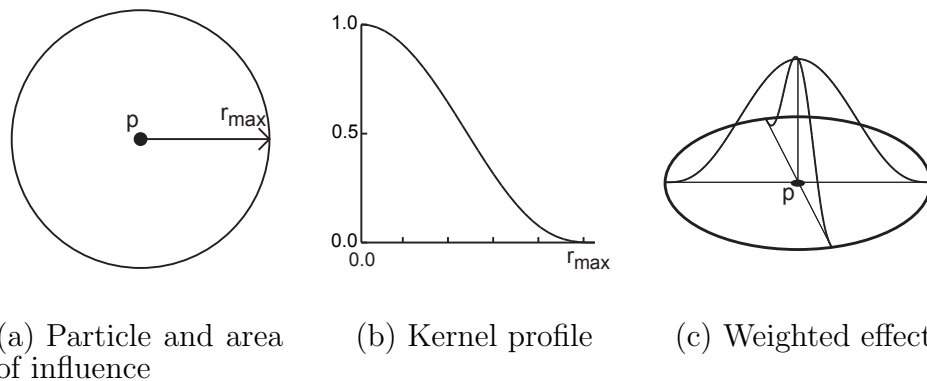 p
r_max
1.0
0.5
0.0
0.0
r_max
p
(a) Particle and area
of influence
(b) Kernel profile
(c) Weighted effect